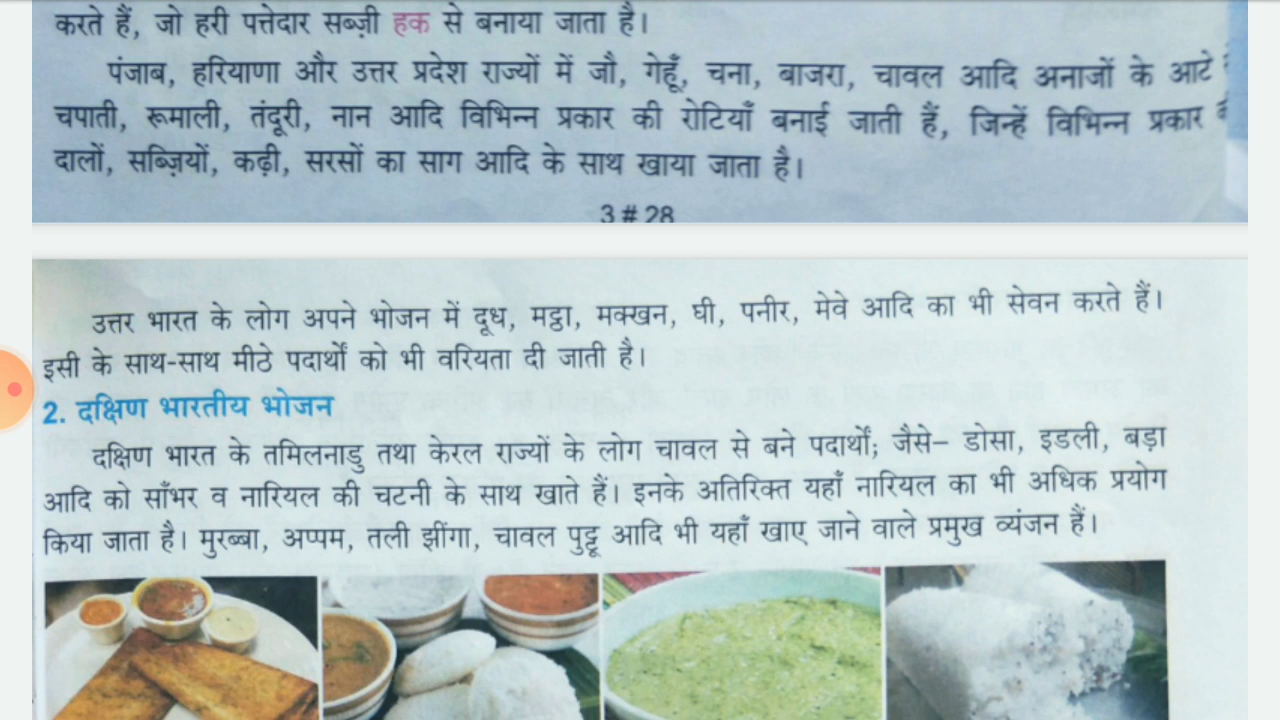 करते हैं, जो हरी पत्तेदार सब्ज़ी हक से बनाया जाता है।
पंजाब, हरियाणा और उत्तर प्रदेश राज्यों में जौ, गेहूँ, चना, बाजरा, चावल आदि अनाजों के आटे
चपाती, रूमाली, तंदूरी, नान आदि विभिन्न प्रकार की रोटियाँ बनाई जाती हैं, जिन्हें विभिन्न प्रकार
दालों, सब्ज़ियों, कढ़ी, सरसों का साग आदि के साथ खाया जाता है।
3 # 28
उत्तर भारत के लोग अपने भोजन में दूध, मट्ठा, मक्खन, घी, पनीर, मेवे आदि का भी सेवन करते हैं।
इसी के साथ-साथ मीठे पदार्थों को भी वरियता दी जाती है।
2. दक्षिण भारतीय भोजन
दक्षिण भारत के तमिलनाडु तथा केरल राज्यों के लोग चावल से बने पदार्थों; जैसे– डोसा, इडली, बड़ा
आदि को साँभर व नारियल की चटनी के साथ खाते हैं। इनके अतिरिक्त यहाँ नारियल का भी अधिक प्रयोग
किया जाता है। मुरब्बा, अप्पम, तली झींगा, चावल पुट्टू आदि भी यहाँ खाए जाने वाले प्रमुख व्यंजन हैं।